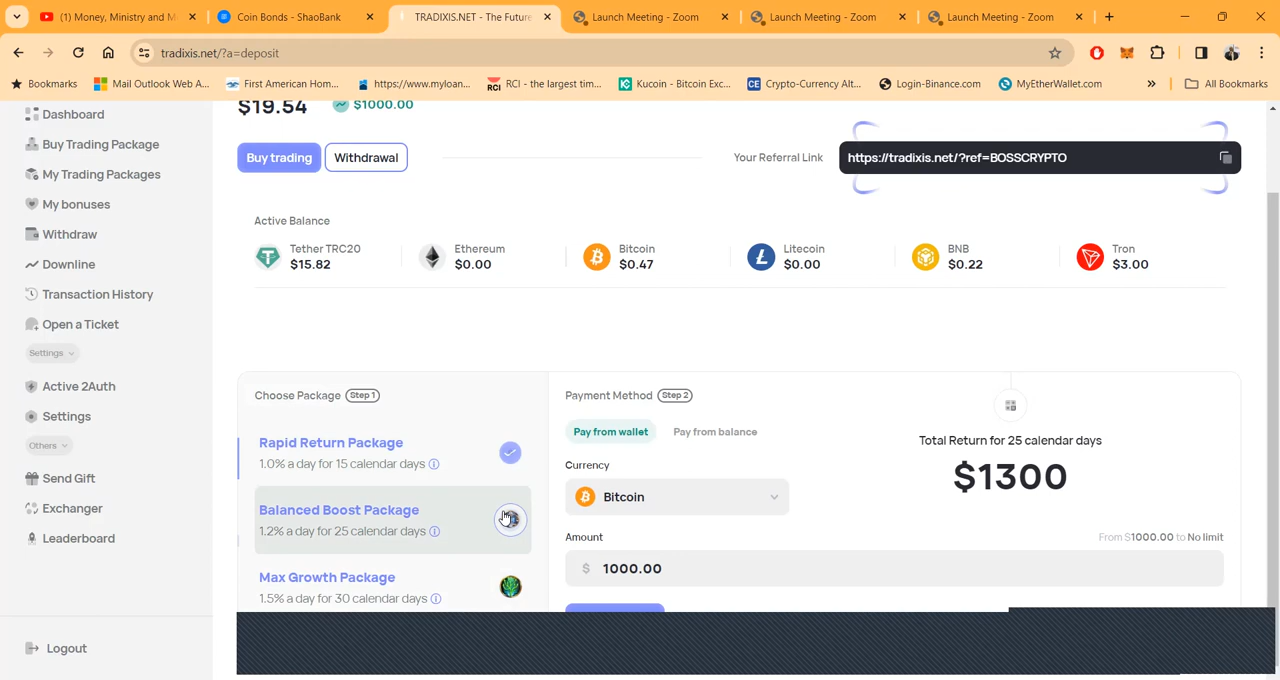 (1) Money, Ministry and M
Coin Bonds - ShaoBank
TRADIXIS.NET - The Future
Launch Meeting - Zoom
Launch Meeting - Zoom
Launch Meeting - Zoom
tradixis.net/?a=deposit
Bookmarks
Mail Outlook Web A...
First American Hom...
https://www.myloan...
RCI - the largest tim...
Kucoin - Bitcoin Exc...
Crypto-Currency Alt...
Login-Binance.com
MyEtherWallet.com
»
All Bookmarks
$19.54
$1000.00
Dashboard
Buy Trading Package
My Trading Packages
My bonuses
Withdraw
Downline
Transaction History
Open a Ticket
Settings
Active 2Auth
Settings
Others
Send Gift
Exchanger
Leaderboard
Logout
Buy trading
Withdrawal
Your Referral Link
https://tradixis.net/?ref=BOSSCRYPTO
Active Balance
Tether TRC20
$15.82
Ethereum
$0.00
Bitcoin
$0.47
Litecoin
$0.00
BNB
$0.22
Tron
$3.00
Choose Package Step 1
Rapid Return Package
1.0% a day for 15 calendar days
Balanced Boost Package
1.2% a day for 25 calendar days
Max Growth Package
1.5% a day for 30 calendar days
Payment Method Step 2
Pay from wallet
Pay from balance
Currency
Bitcoin
Amount
From $1000.00 to No limit
$ 1000.00
Total Return for 25 calendar days
$1300